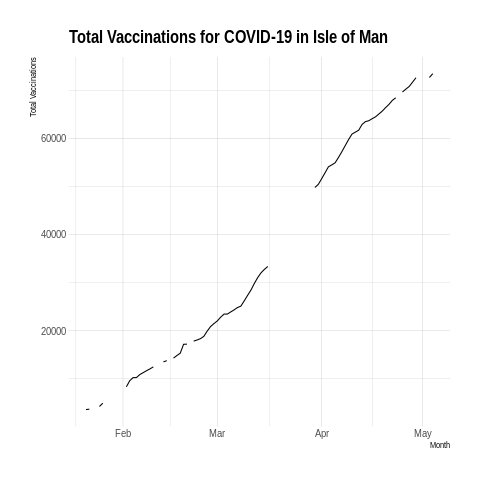 Total Vaccinations for COVID-19 in Isle of Man
Total Vaccinations
60000
40000
20000
Feb Mar Apr May
Month